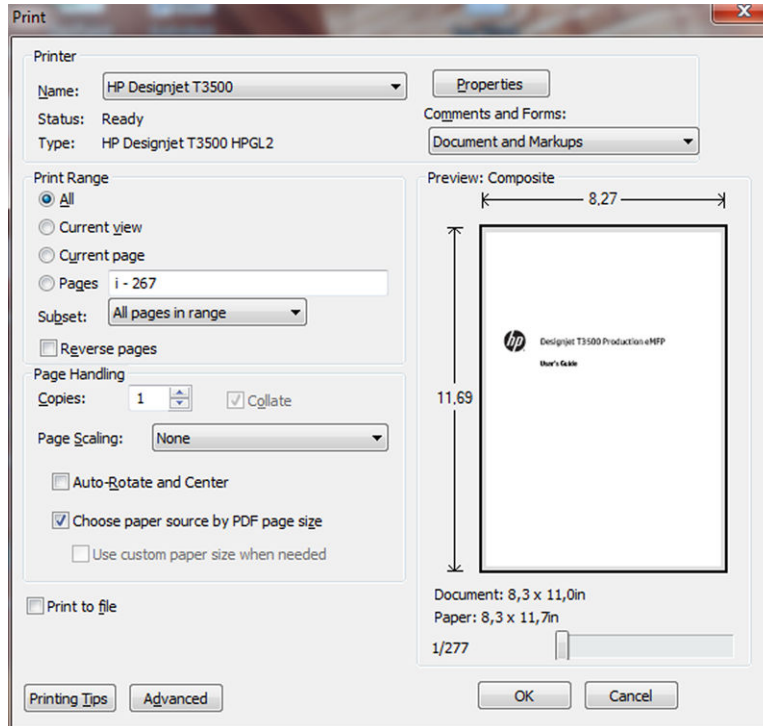 Print
Printer
Name:
HP Designjet T3500
Properties
Status: Ready
Comments and Forms:
Type: HP Designjet T3500 HPGL2
Document and Markups
Print Range
All
Current view
Current page
Pages i - 267
Subset: All pages in range
Reverse pages
Page Handling
Copies: 1 Collate
Page Scaling: None
Auto-Rotate and Center
Choose paper source by PDF page size
Use custom paper size when needed
Print to file
Printing Tips
Advanced
Preview: Composite
8,27
11,69
hp
Designjet T3500 Production eMFP
User's Guide
Document: 8,3 x 11,0in
Paper: 8,3 x 11,7in
1/277
OK
Cancel